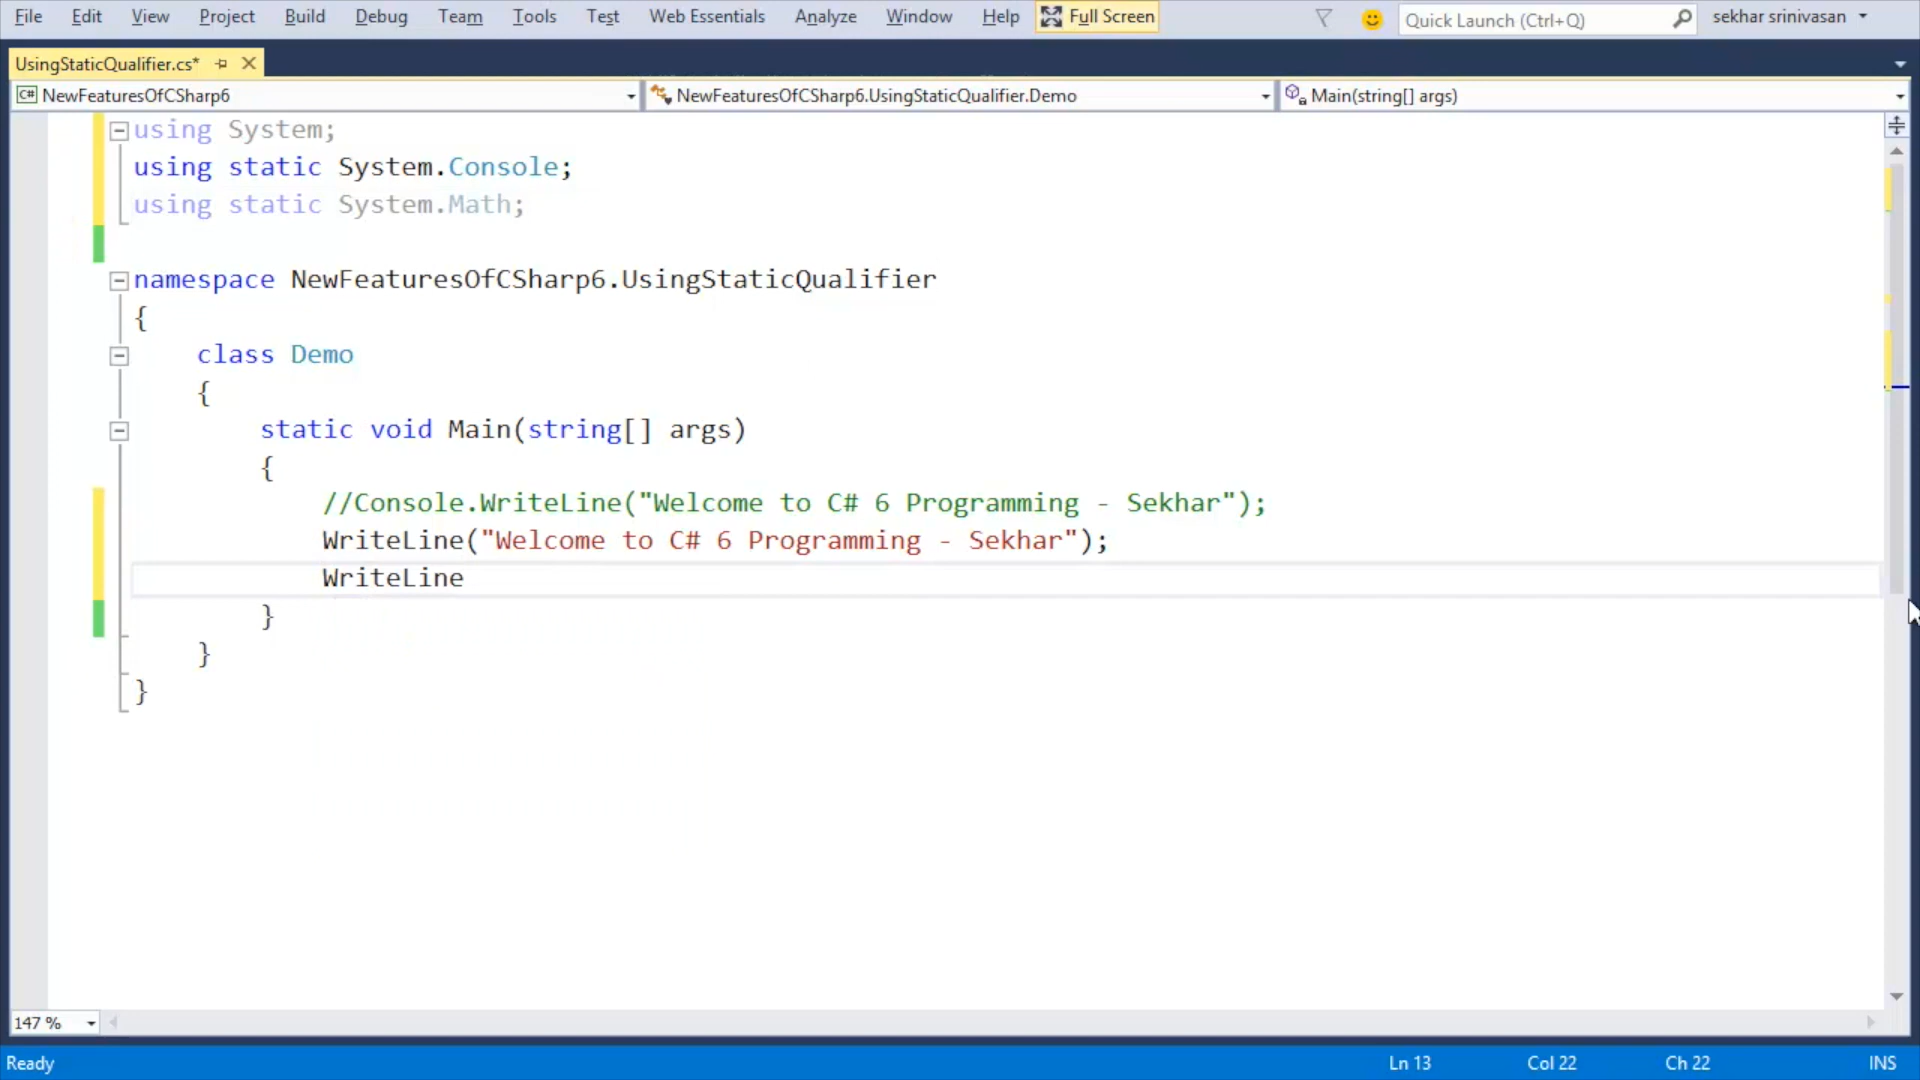 File Edit View Project Build Debug Team Tools Test Web Essentials Analyze Window Help Full Screen Quick Launch (Ctrl+Q) sekhar srinivasan
UsingStaticQualifier.cs*
C# NewFeaturesOfCSharp6 NewFeaturesOfCSharp6.UsingStaticQualifier.Demo Main(string[] args)
using System;
using static System.Console;
using static System.Math;
namespace NewFeaturesOfCSharp6.UsingStaticQualifier
{
class Demo
{
static void Main(string[] args)
{
//Console.WriteLine("Welcome to C# 6 Programming - Sekhar");
WriteLine("Welcome to C# 6 Programming - Sekhar");
WriteLine
}
}
}
147 %
Ready Ln 13 Col 22 Ch 22 INS